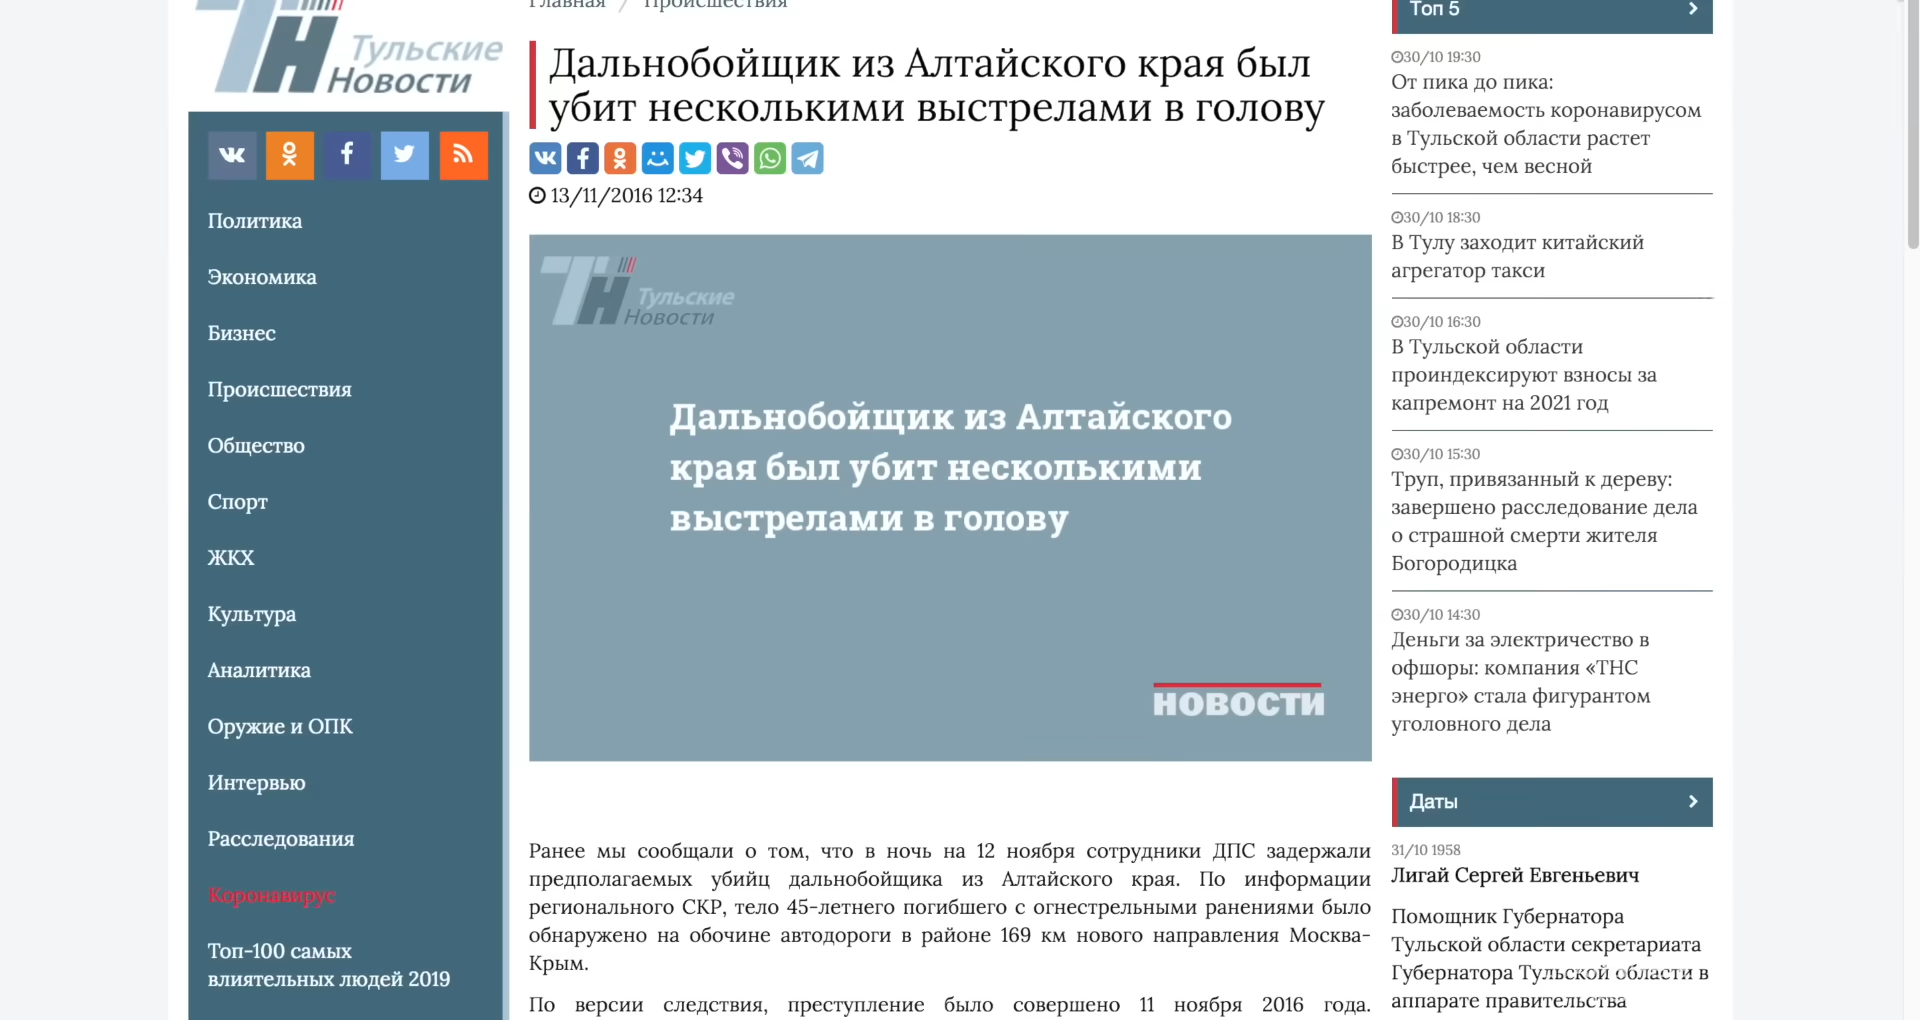 Тульские
Новости
Политика
Экономика
Бизнес
Происшествия
Общество
Спорт
ЖКХ
Культура
Аналитика
Оружие и ОПК
Интервью
Расследования
Коронавирус
Топ-100 самых
влиятельных людей 2019
Главная / Происшествия
Дальнобойщик из Алтайского края был
убит несколькими выстрелами в голову
13/11/2016 12:34
ТН Тульские
Новости
Дальнобойщик из Алтайского
края был убит несколькими
выстрелами в голову
НОВОСТИ
Ранее мы сообщали о том, что в ночь на 12 ноября сотрудники ДПС задержали
предполагаемых убийц дальнобойщика из Алтайского края. По информации
регионального СКР, тело 45-летнего погибшего с огнестрельными ранениями было
обнаружено на обочине автодороги в районе 169 км нового направления Москва-
Крым.
По версии следствия, преступление было совершено 11 ноября 2016 года.
Топ 5
30/10 19:30
От пика до пика:
заболеваемость коронавирусом
в Тульской области растет
быстрее, чем весной
30/10 18:30
В Тулу заходит китайский
агрегатор такси
30/10 16:30
В Тульской области
проиндексируют взносы за
капремонт на 2021 год
30/10 15:30
Труп, привязанный к дереву:
завершено расследование дела
о страшной смерти жителя
Богородицка
30/10 14:30
Деньги за электричество в
офшоры: компания «ТНС
энерго» стала фигурантом
уголовного дела
Даты
31/10 1958
Лигай Сергей Евгеньевич
Помощник Губернатора
Тульской области секретариата
Губернатора Тульской области в
аппарате правительства